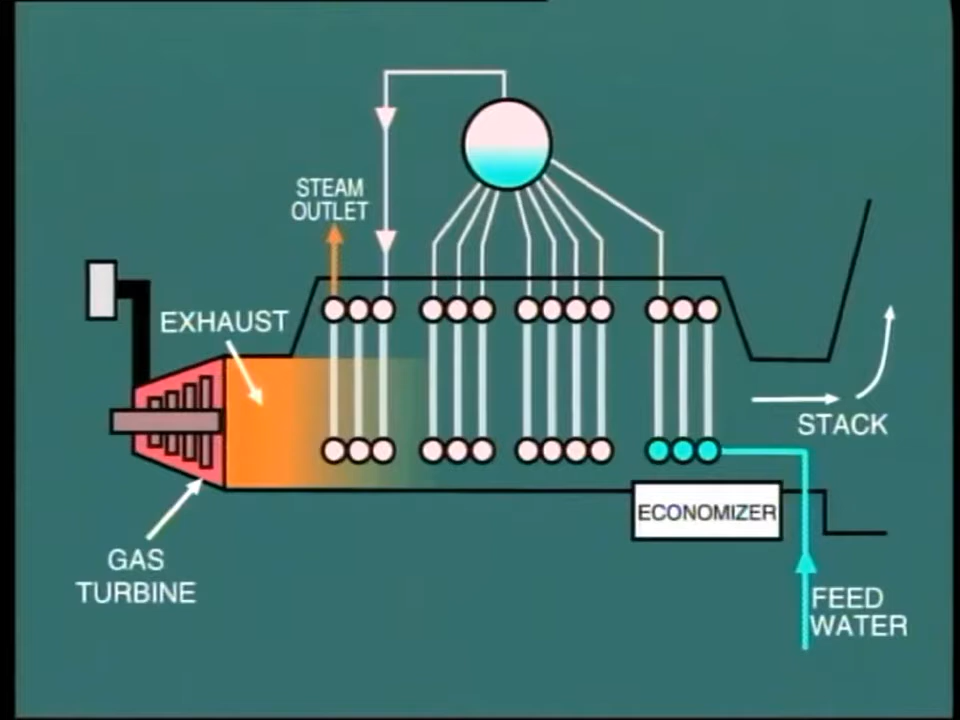 STEAM
OUTLET
EXHAUST
STACK
ECONOMIZER
GAS
TURBINE
FEED
WATER